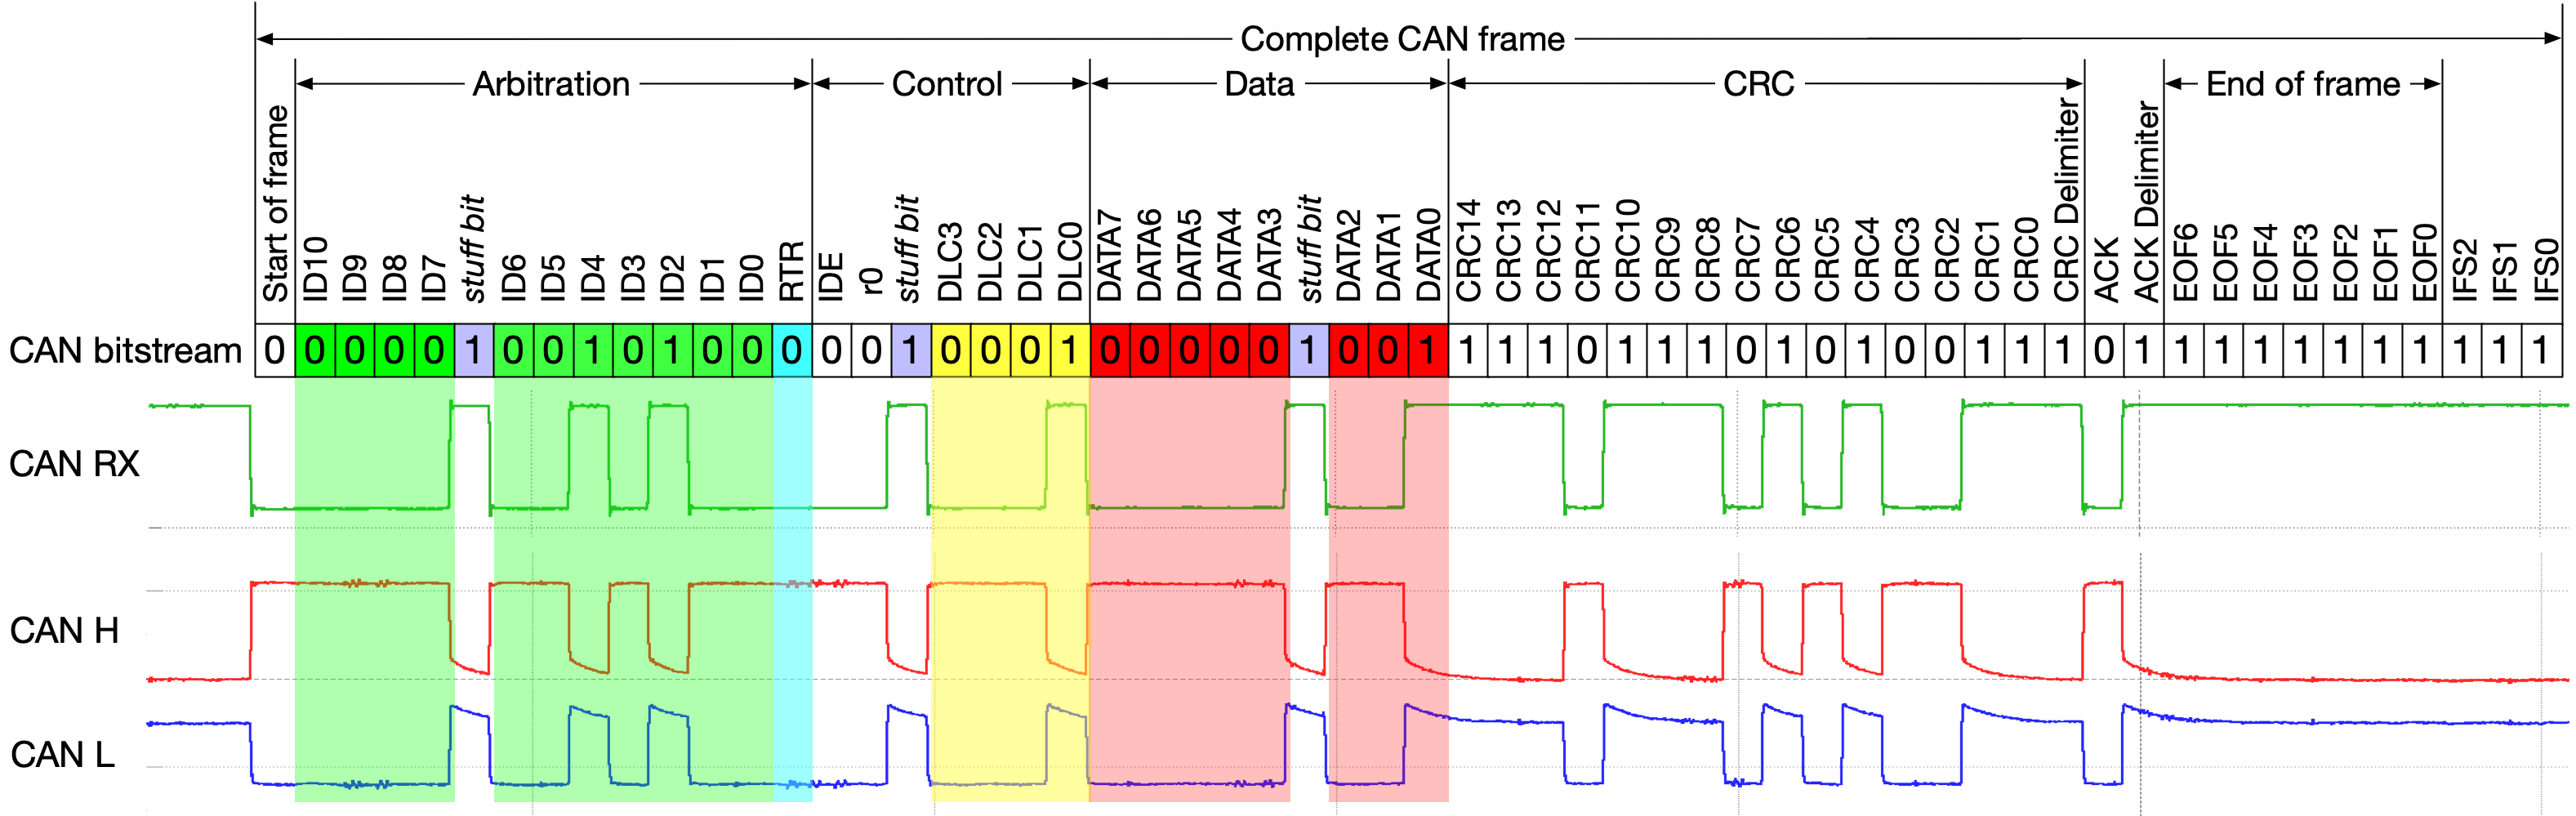 Complete CAN frame
Arbitration Control Data CRC End of frame
Start of frame ID10 ID9 ID8 ID7 stuff bit ID6 ID5 ID4 ID3 ID2 ID1 ID0 RTR IDE r0 stuff bit DLC3 DLC2 DLC1 DLC0 DATA7 DATA6 DATA5 DATA4 DATA3 stuff bit DATA2 DATA1 DATA0 CRC14 CRC13 CRC12 CRC11 CRC10 CRC9 CRC8 CRC7 CRC6 CRC5 CRC4 CRC3 CRC2 CRC1 CRC0 CRC Delimiter ACK ACK Delimiter EOF6 EOF5 EOF4 EOF3 EOF2 EOF1 EOF0 IFS2 IFS1 IFS0
CAN bitstream 0 0 0 0 0 1 0 0 1 0 1 0 0 0 0 0 1 0 0 0 1 0 0 0 0 0 1 0 0 1 1 1 1 0 1 1 1 0 1 0 1 0 0 1 1 1 0 1 1 1 1 1 1 1 1 1 1 1
CAN RX
CAN H
CAN L